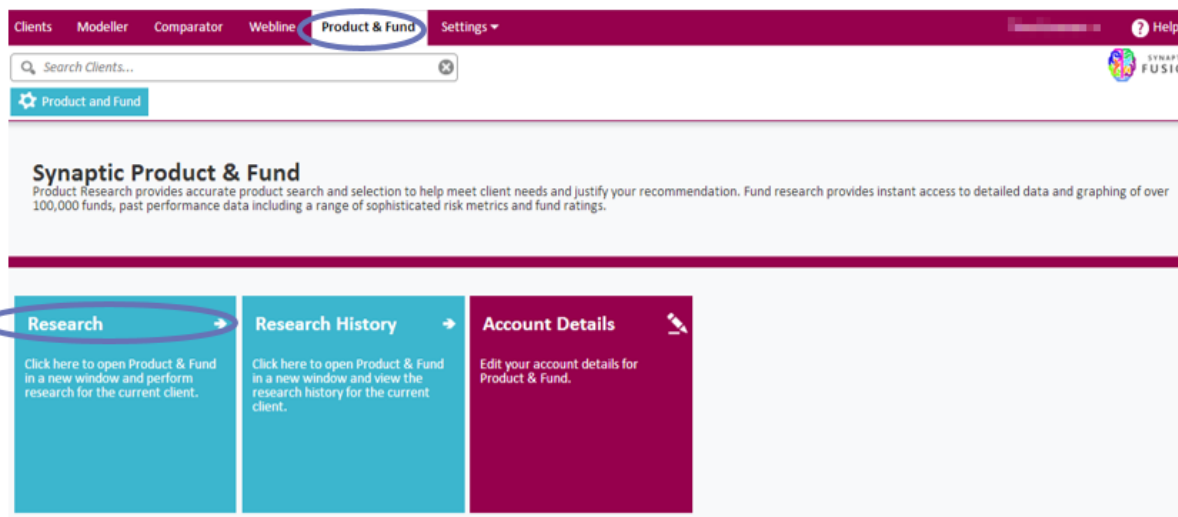 Clients Modeller Comparator Webline Product & Fund Settings
Help
Search Clients...
Product and Fund
Synaptic Product & Fund
Product Research provides accurate product search and selection to help meet client needs and justify your recommendation. Fund research provides instant access to detailed data and graphing of over
100,000 funds, past performance data including a range of sophisticated risk metrics and fund ratings.
Research
Click here to open Product & Fund
in a new window and perform
research for the current client.
Research History
Click here to open Product & Fund
in a new window and view the
research history for the current
client.
Account Details
Edit your account details for
Product & Fund.